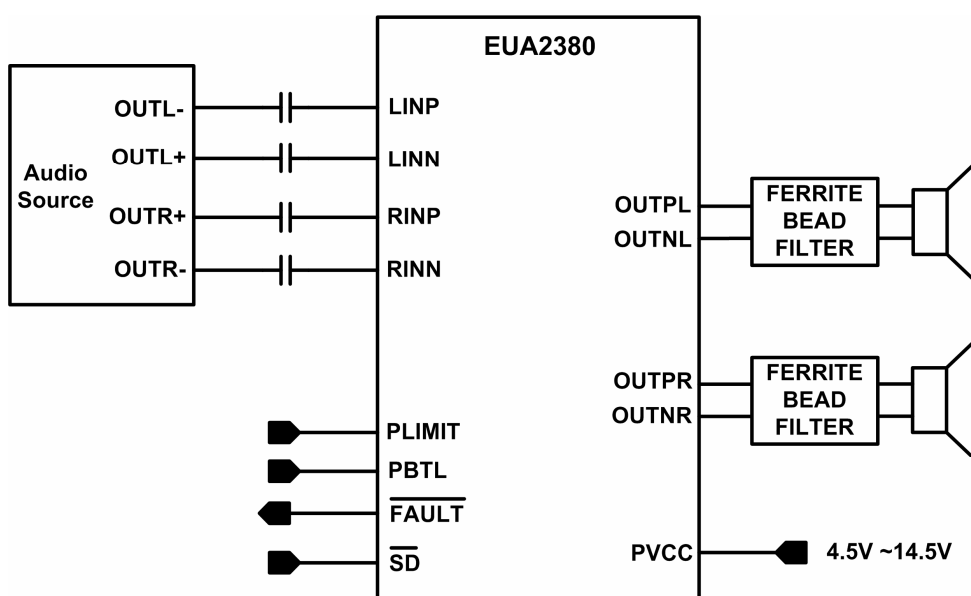 EUA2380
Audio
Source
OUTL-
OUTL+
OUTR+
OUTR-
LINP
LINN
RINP
RINN
PLIMIT
PBTL
FAULT
SD
OUTPL
OUTNL
FERRITE
BEAD
FILTER
OUTPR
OUTNR
FERRITE
BEAD
FILTER
PVCC
4.5V ~14.5V